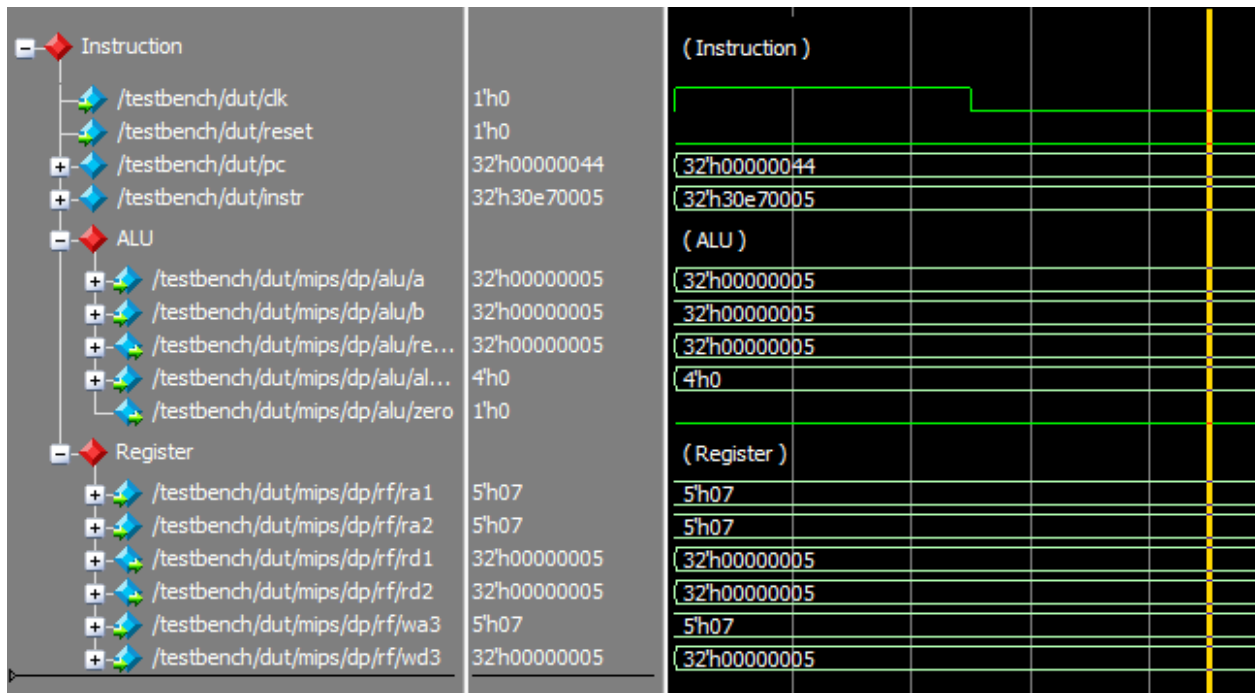 Instruction ( Instruction )
/testbench/dut/clk 1'h0
/testbench/dut/reset 1'h0
/testbench/dut/pc 32'h00000044 32'h00000044
/testbench/dut/instr 32'h30e70005 32'h30e70005
ALU ( ALU )
/testbench/dut/mips/dp/alu/a 32'h00000005 32'h00000005
/testbench/dut/mips/dp/alu/b 32'h00000005 32'h00000005
/testbench/dut/mips/dp/alu/re... 32'h00000005 32'h00000005
/testbench/dut/mips/dp/alu/al... 4'h0 4'h0
/testbench/dut/mips/dp/alu/zero 1'h0
Register ( Register )
/testbench/dut/mips/dp/rf/ra1 5'h07 5'h07
/testbench/dut/mips/dp/rf/ra2 5'h07 5'h07
/testbench/dut/mips/dp/rf/rd1 32'h00000005 32'h00000005
/testbench/dut/mips/dp/rf/rd2 32'h00000005 32'h00000005
/testbench/dut/mips/dp/rf/wa3 5'h07 5'h07
/testbench/dut/mips/dp/rf/wd3 32'h00000005 32'h00000005